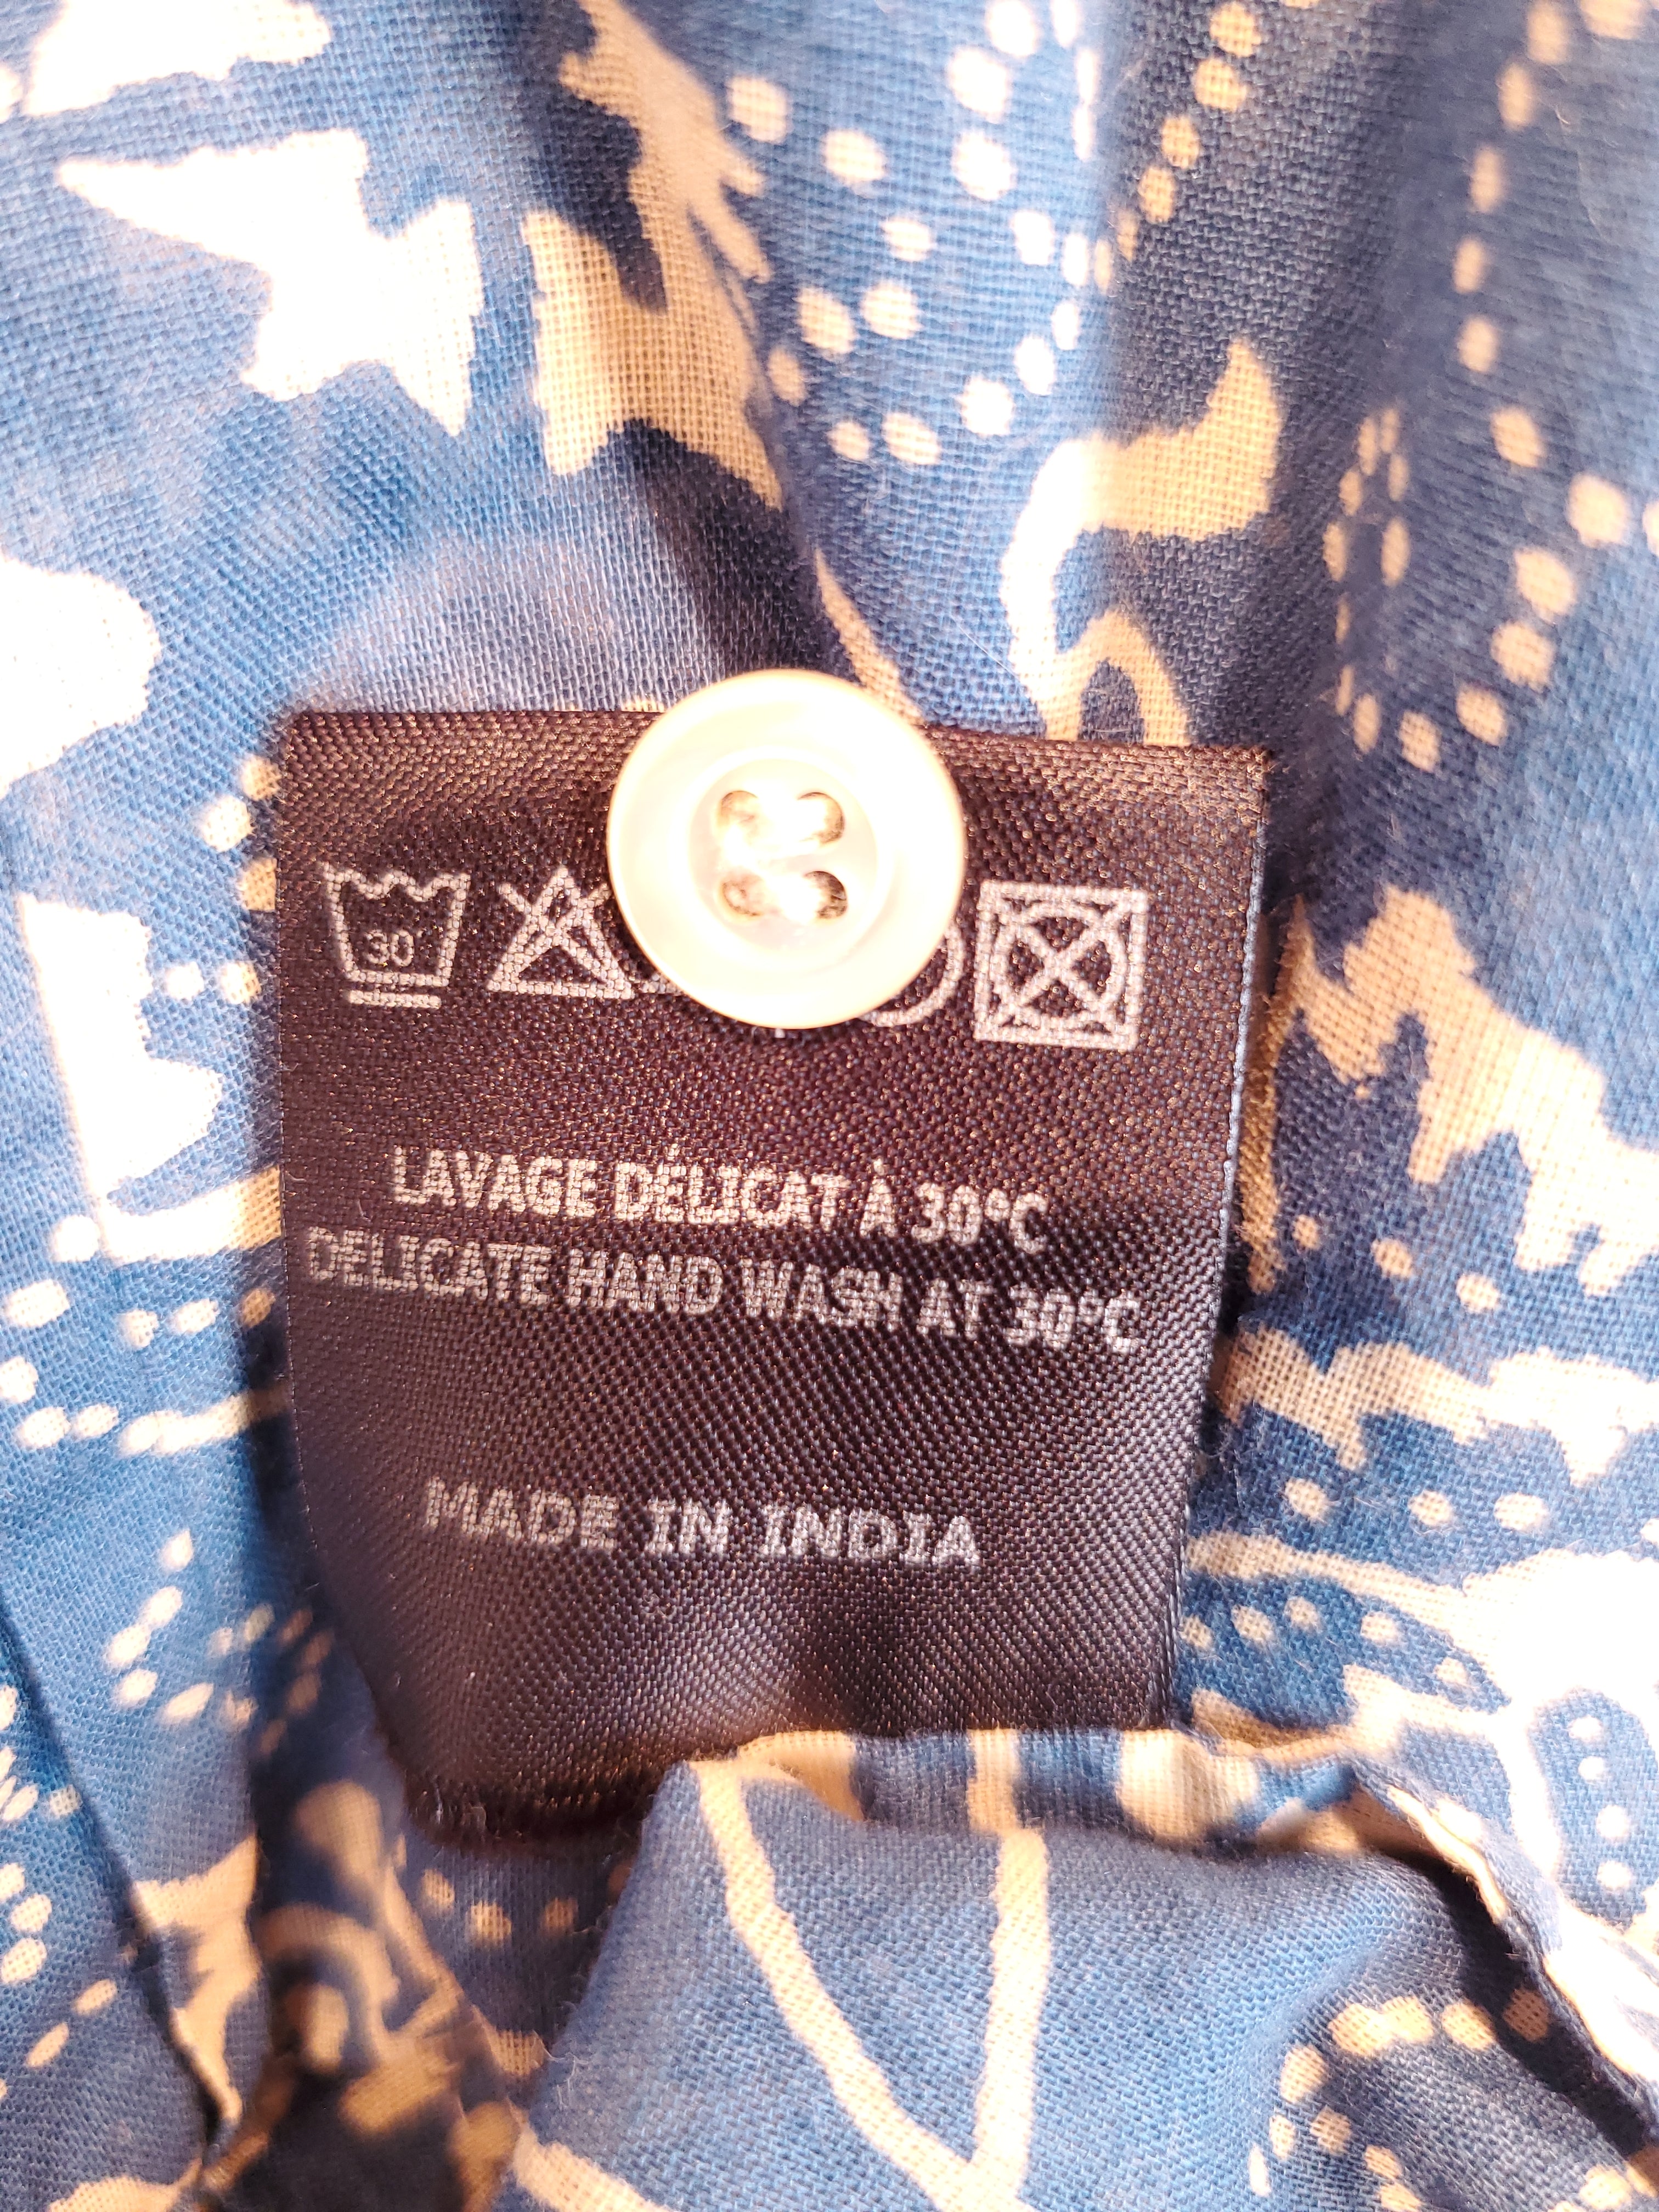 30
LAVAGE DÉLICAT À 30°C
DELICATE HAND WASH AT 30°C
MADE IN INDIA